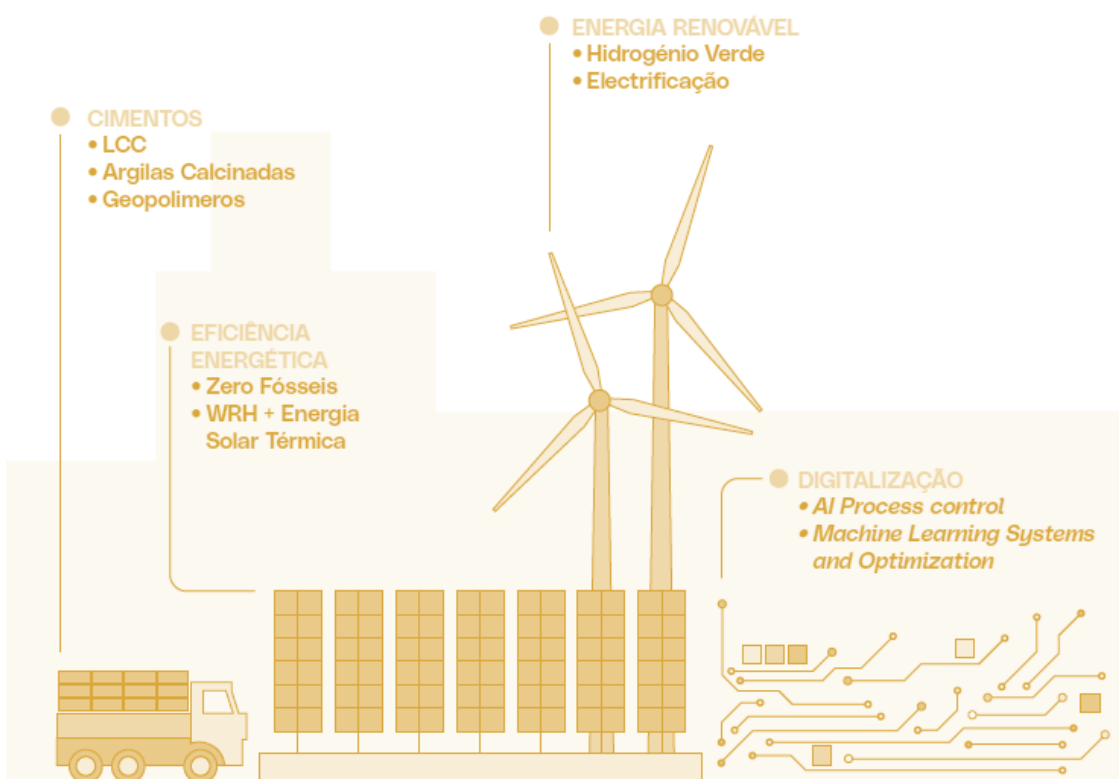 ENERGIA RENOVÁVEL
• Hidrogénio Verde
• Electrificação
CIMENTOS
• LCC
• Argilas Calcinadas
• Geopolimeros
EFICIÊNCIA
ENERGÉTICA
• Zero Fósseis
• WRH + Energia
Solar Térmica
DIGITALIZAÇÃO
• AI Process control
• Machine Learning Systems
and Optimization